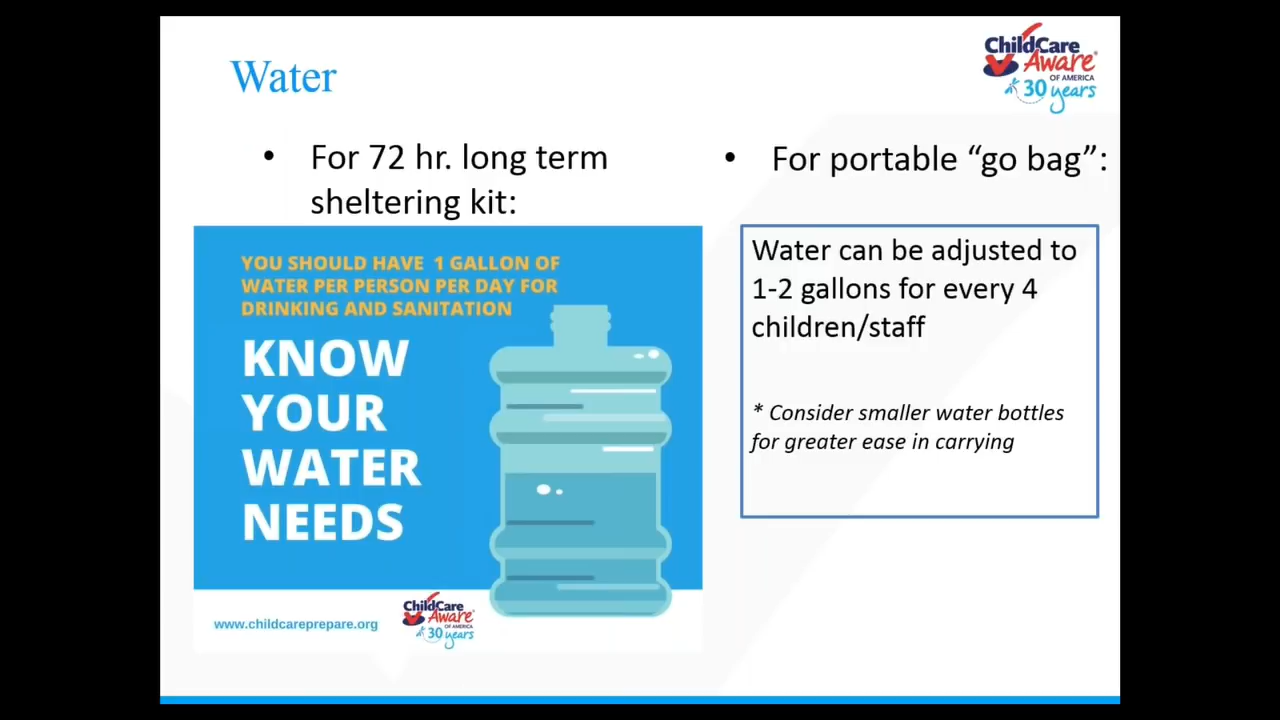 Water
ChildCare
Aware®
OF AMERICA
30 years
• For 72 hr. long term
sheltering kit:
YOU SHOULD HAVE 1 GALLON OF
WATER PER PERSON PER DAY FOR
DRINKING AND SANITATION
KNOW
YOUR
WATER
NEEDS
www.childcareprepare.org
ChildCare
Aware®
OF AMERICA
30 years
• For portable “go bag”:
Water can be adjusted to
1-2 gallons for every 4
children/staff
* Consider smaller water bottles
for greater ease in carrying